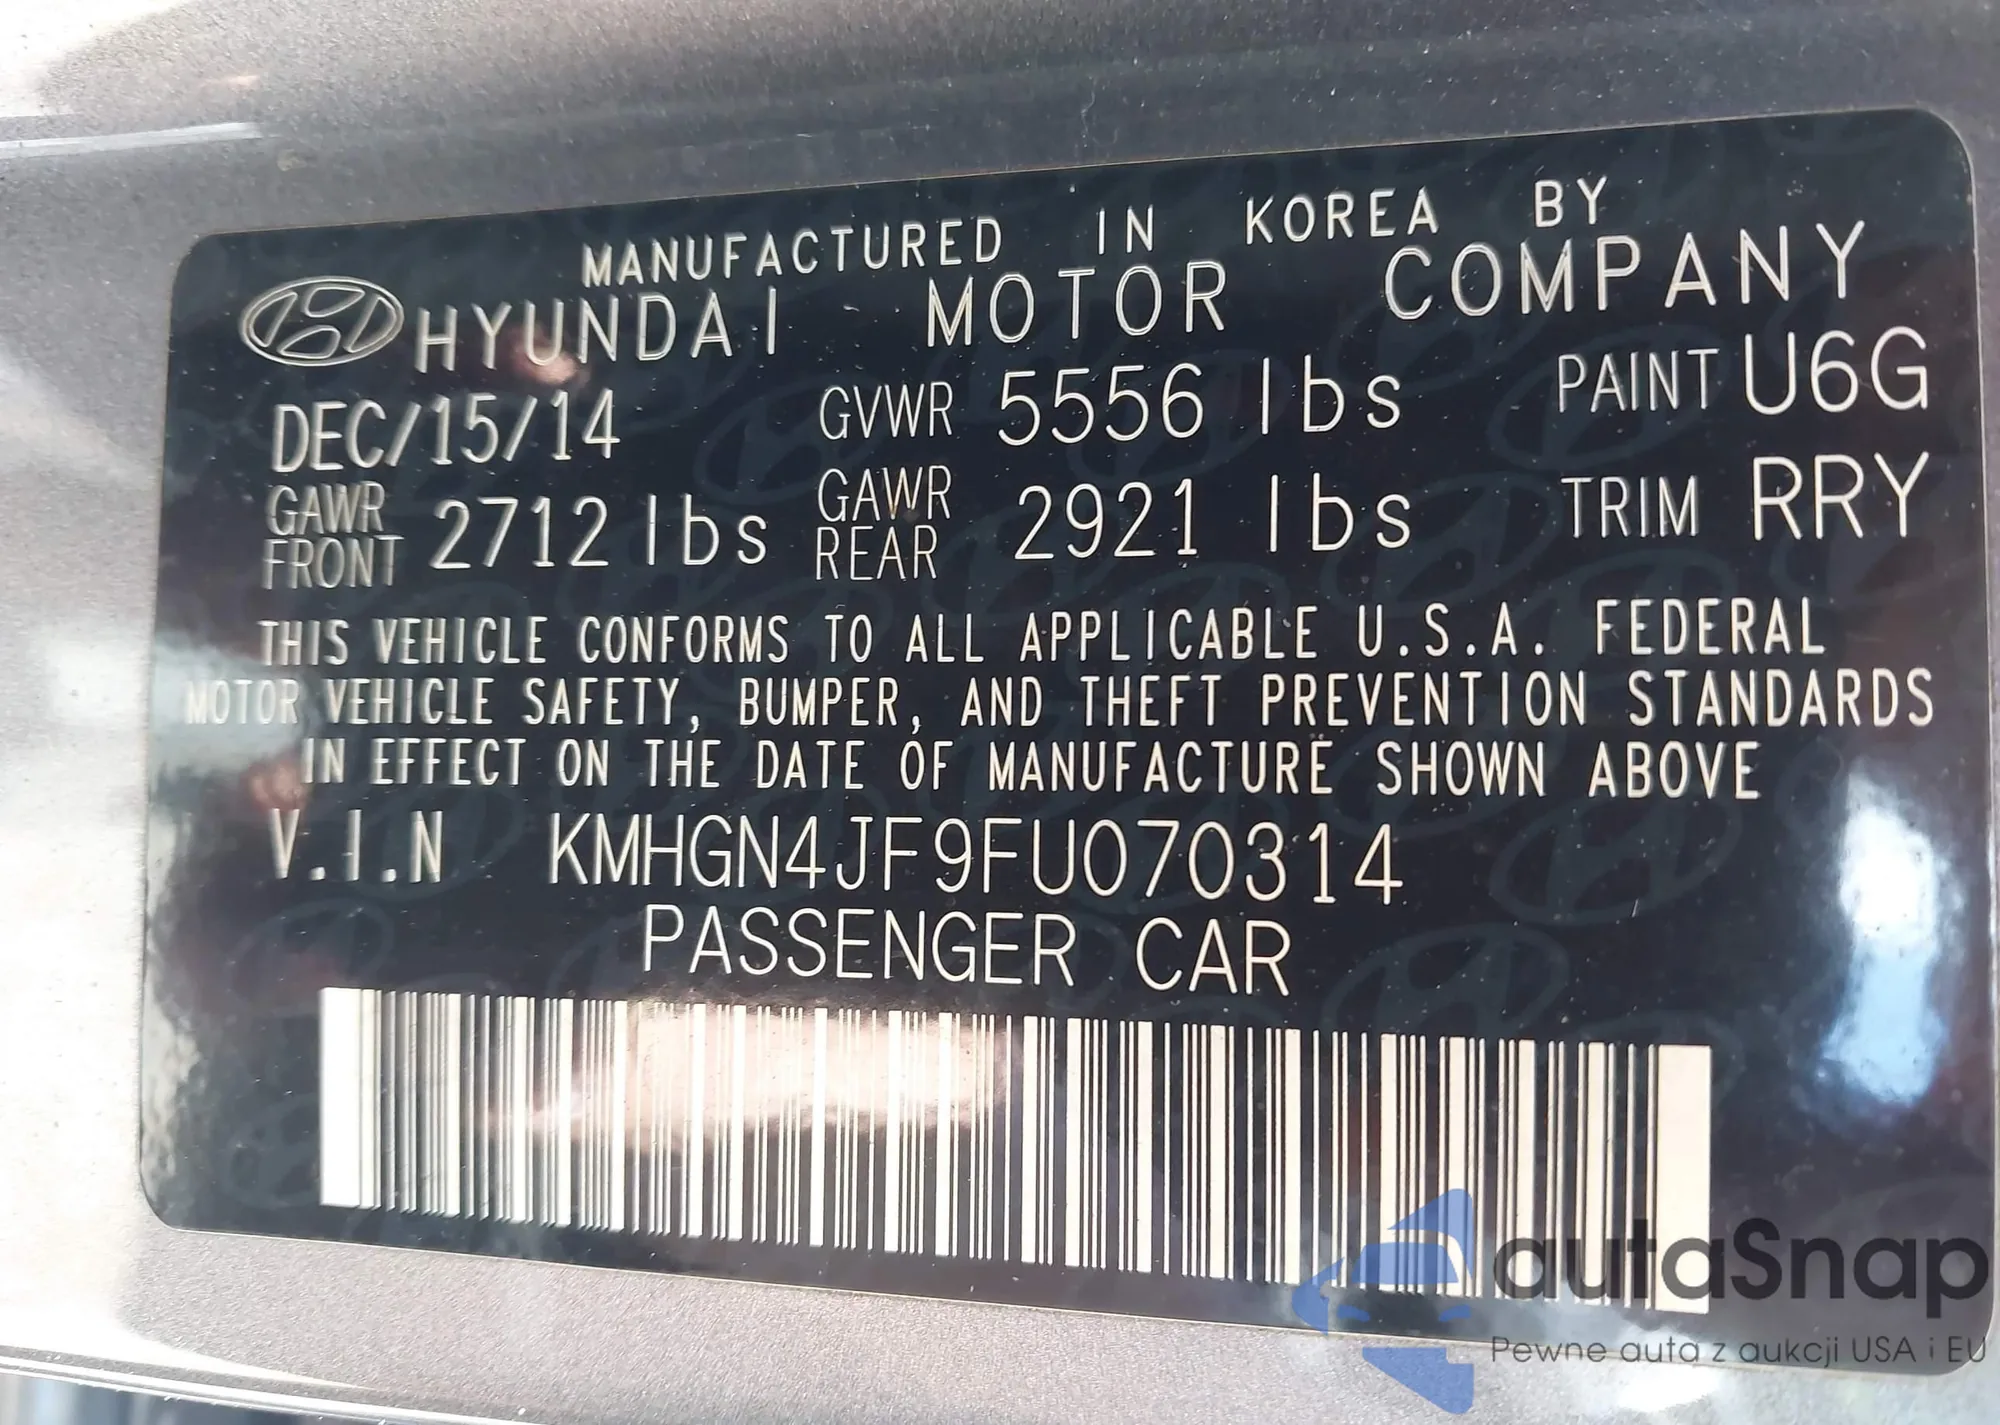 MANUFACTURED IN KOREA BY
HYUNDAI MOTOR COMPANY
DEC/15/14 GVWR 5556 lbs PAINT U6G
GAWR FRONT 2712 lbs GAWR REAR 2921 lbs TRIM RRY
THIS VEHICLE CONFORMS TO ALL APPLICABLE U.S.A. FEDERAL
MOTOR VEHICLE SAFETY, BUMPER, AND THEFT PREVENTION STANDARDS
IN EFFECT ON THE DATE OF MANUFACTURE SHOWN ABOVE
V.I.N KMHGN4JF9FU070314
PASSENGER CAR
autaSnap
Pewne auta z aukcji USA i EU